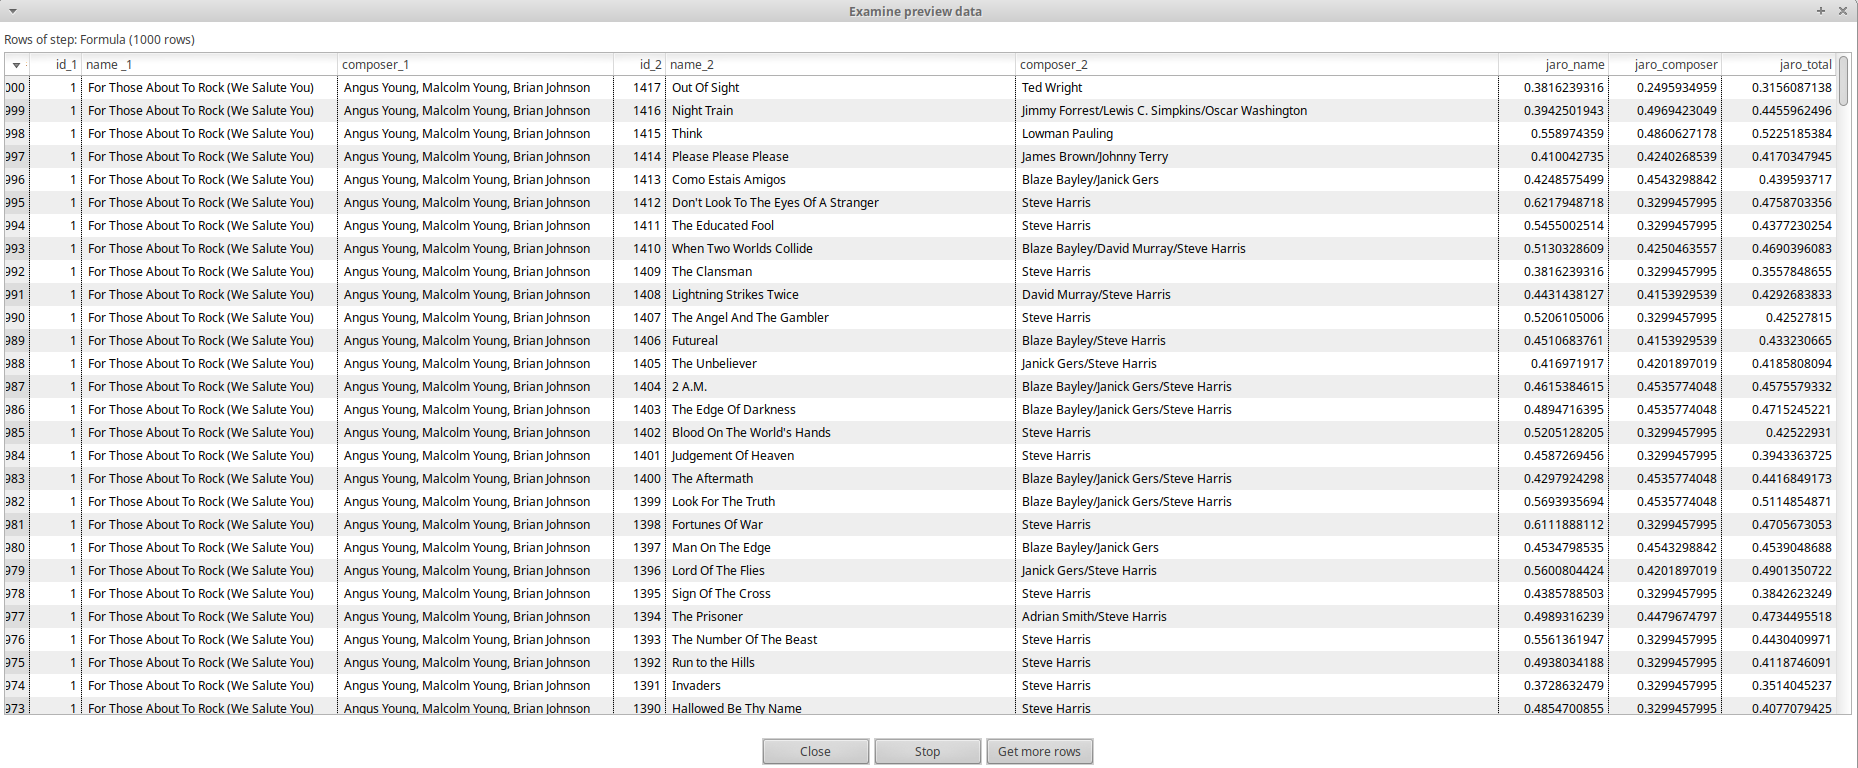 Examine preview data
Rows of step: Formula (1000 rows)
id_1 name _1 composer_1 id_2 name_2 composer_2 jaro_name jaro_composer jaro_total
000 1 For Those About To Rock (We Salute You) Angus Young, Malcolm Young, Brian Johnson 1417 Out Of Sight Ted Wright 0.3816239316 0.2495934959 0.3156087138
999 1 For Those About To Rock (We Salute You) Angus Young, Malcolm Young, Brian Johnson 1416 Night Train Jimmy Forrest/Lewis C. Simpkins/Oscar Washington 0.3942501943 0.4969423049 0.4455962496
998 1 For Those About To Rock (We Salute You) Angus Young, Malcolm Young, Brian Johnson 1415 Think Lowman Pauling 0.558974359 0.4860627178 0.5225185384
997 1 For Those About To Rock (We Salute You) Angus Young, Malcolm Young, Brian Johnson 1414 Please Please Please James Brown/Johnny Terry 0.410042735 0.4240268539 0.4170347945
996 1 For Those About To Rock (We Salute You) Angus Young, Malcolm Young, Brian Johnson 1413 Como Estais Amigos Blaze Bayley/Janick Gers 0.4248575499 0.4543298842 0.439593717
995 1 For Those About To Rock (We Salute You) Angus Young, Malcolm Young, Brian Johnson 1412 Don't Look To The Eyes Of A Stranger Steve Harris 0.6217948718 0.3299457995 0.4758703356
994 1 For Those About To Rock (We Salute You) Angus Young, Malcolm Young, Brian Johnson 1411 The Educated Fool Steve Harris 0.5455002514 0.3299457995 0.4377230254
993 1 For Those About To Rock (We Salute You) Angus Young, Malcolm Young, Brian Johnson 1410 When Two Worlds Collide Blaze Bayley/David Murray/Steve Harris 0.5130328609 0.4250463557 0.4690396083
992 1 For Those About To Rock (We Salute You) Angus Young, Malcolm Young, Brian Johnson 1409 The Clansman Steve Harris 0.3816239316 0.3299457995 0.3557848655
991 1 For Those About To Rock (We Salute You) Angus Young, Malcolm Young, Brian Johnson 1408 Lightning Strikes Twice David Murray/Steve Harris 0.4431438127 0.4153929539 0.4292683833
990 1 For Those About To Rock (We Salute You) Angus Young, Malcolm Young, Brian Johnson 1407 The Angel And The Gambler Steve Harris 0.5206105006 0.3299457995 0.42527815
989 1 For Those About To Rock (We Salute You) Angus Young, Malcolm Young, Brian Johnson 1406 Futureal Blaze Bayley/Steve Harris 0.4510683761 0.4153929539 0.433230665
988 1 For Those About To Rock (We Salute You) Angus Young, Malcolm Young, Brian Johnson 1405 The Unbeliever Janick Gers/Steve Harris 0.416971917 0.4201897019 0.4185808094
987 1 For Those About To Rock (We Salute You) Angus Young, Malcolm Young, Brian Johnson 1404 2 A.M. Blaze Bayley/Janick Gers/Steve Harris 0.4615384615 0.4535774048 0.4575579332
986 1 For Those About To Rock (We Salute You) Angus Young, Malcolm Young, Brian Johnson 1403 The Edge Of Darkness Blaze Bayley/Janick Gers/Steve Harris 0.4894716395 0.4535774048 0.4715245221
985 1 For Those About To Rock (We Salute You) Angus Young, Malcolm Young, Brian Johnson 1402 Blood On The World's Hands Steve Harris 0.5205128205 0.3299457995 0.42522931
984 1 For Those About To Rock (We Salute You) Angus Young, Malcolm Young, Brian Johnson 1401 Judgement Of Heaven Steve Harris 0.4587269456 0.3299457995 0.3943363725
983 1 For Those About To Rock (We Salute You) Angus Young, Malcolm Young, Brian Johnson 1400 The Aftermath Blaze Bayley/Janick Gers/Steve Harris 0.4297924298 0.4535774048 0.4416849173
982 1 For Those About To Rock (We Salute You) Angus Young, Malcolm Young, Brian Johnson 1399 Look For The Truth Blaze Bayley/Janick Gers/Steve Harris 0.5693935694 0.4535774048 0.5114854871
981 1 For Those About To Rock (We Salute You) Angus Young, Malcolm Young, Brian Johnson 1398 Fortunes Of War Steve Harris 0.6111888112 0.3299457995 0.4705673053
980 1 For Those About To Rock (We Salute You) Angus Young, Malcolm Young, Brian Johnson 1397 Man On The Edge Blaze Bayley/Janick Gers 0.4534798535 0.4543298842 0.4539048688
979 1 For Those About To Rock (We Salute You) Angus Young, Malcolm Young, Brian Johnson 1396 Lord Of The Flies Janick Gers/Steve Harris 0.5600804424 0.4201897019 0.4901350722
978 1 For Those About To Rock (We Salute You) Angus Young, Malcolm Young, Brian Johnson 1395 Sign Of The Cross Steve Harris 0.4385788503 0.3299457995 0.3842623249
977 1 For Those About To Rock (We Salute You) Angus Young, Malcolm Young, Brian Johnson 1394 The Prisoner Adrian Smith/Steve Harris 0.4989316239 0.4479674797 0.4734495518
976 1 For Those About To Rock (We Salute You) Angus Young, Malcolm Young, Brian Johnson 1393 The Number Of The Beast Steve Harris 0.5561361947 0.3299457995 0.4430409971
975 1 For Those About To Rock (We Salute You) Angus Young, Malcolm Young, Brian Johnson 1392 Run to the Hills Steve Harris 0.4938034188 0.3299457995 0.4118746091
974 1 For Those About To Rock (We Salute You) Angus Young, Malcolm Young, Brian Johnson 1391 Invaders Steve Harris 0.3728632479 0.3299457995 0.3514045237
973 1 For Those About To Rock (We Salute You) Angus Young, Malcolm Young, Brian Johnson 1390 Hallowed Be Thy Name Steve Harris 0.4854700855 0.3299457995 0.4077079425
Close Stop Get more rows